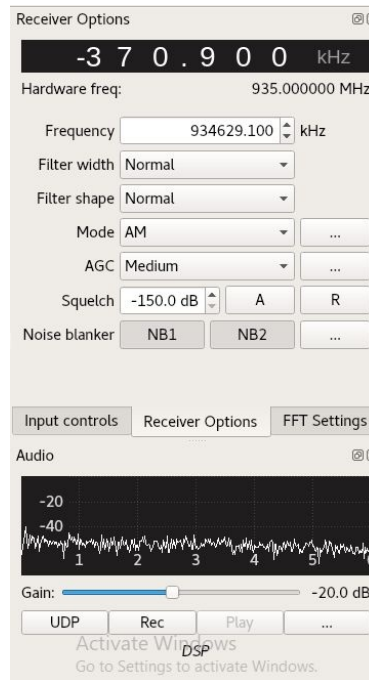 Receiver Options
-370.900 kHz
Hardware freq: 935.000000 MHz
Frequency 934629.100 kHz
Filter width Normal
Filter shape Normal
Mode AM ...
AGC Medium ...
Squelch -150.0 dB A R
Noise blanker NB1 NB2 ...
Input controls Receiver Options FFT Settings
Audio
-20
-40
1 2 3 4 5
Gain: -20.0 dB
UDP Rec Play ...
Activate Windows
DSP
Go to Settings to activate Windows.